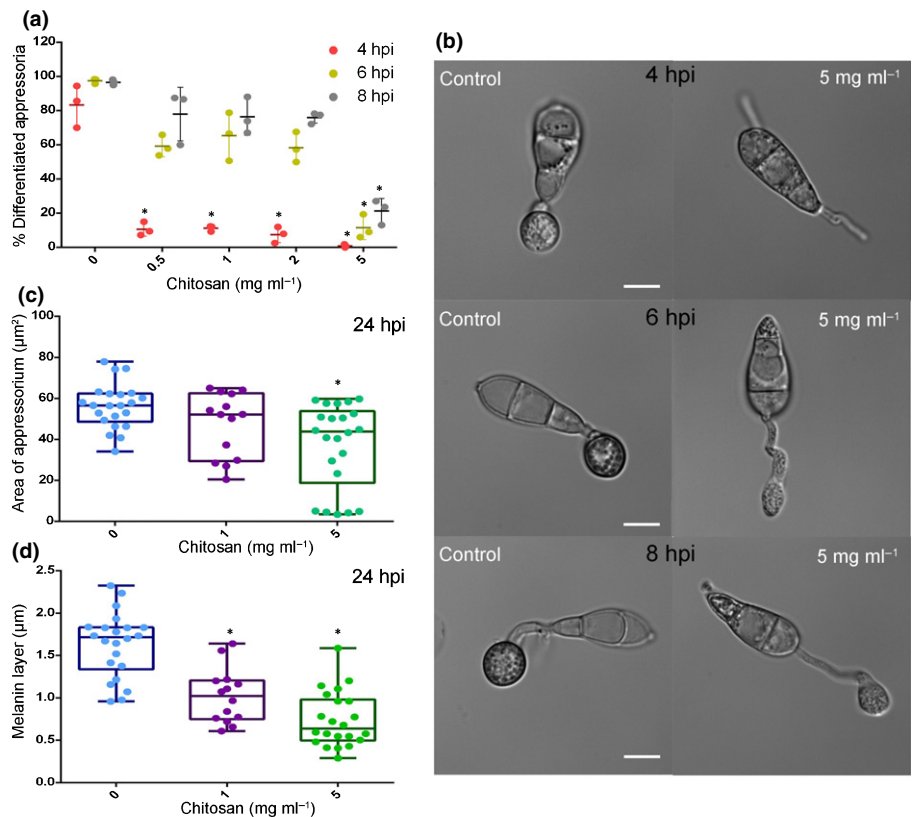 (a)
% Differentiated appressoria
120
100
80
60
40
20
0
4 hpi
6 hpi
8 hpi
*
*
*
*
*
*
0
0.5
1
2
5
Chitosan (mg ml⁻¹)
(b)
Control
4 hpi
5 mg ml⁻¹
Control
6 hpi
5 mg ml⁻¹
Control
8 hpi
5 mg ml⁻¹
(c)
24 hpi
Area of appressorium (µm²)
100
80
60
40
20
0
*
0
1
5
Chitosan (mg ml⁻¹)
(d)
24 hpi
Melanin layer (µm)
2.5
2.0
1.5
1.0
0.5
0.0
*
*
0
1
5
Chitosan (mg ml⁻¹)